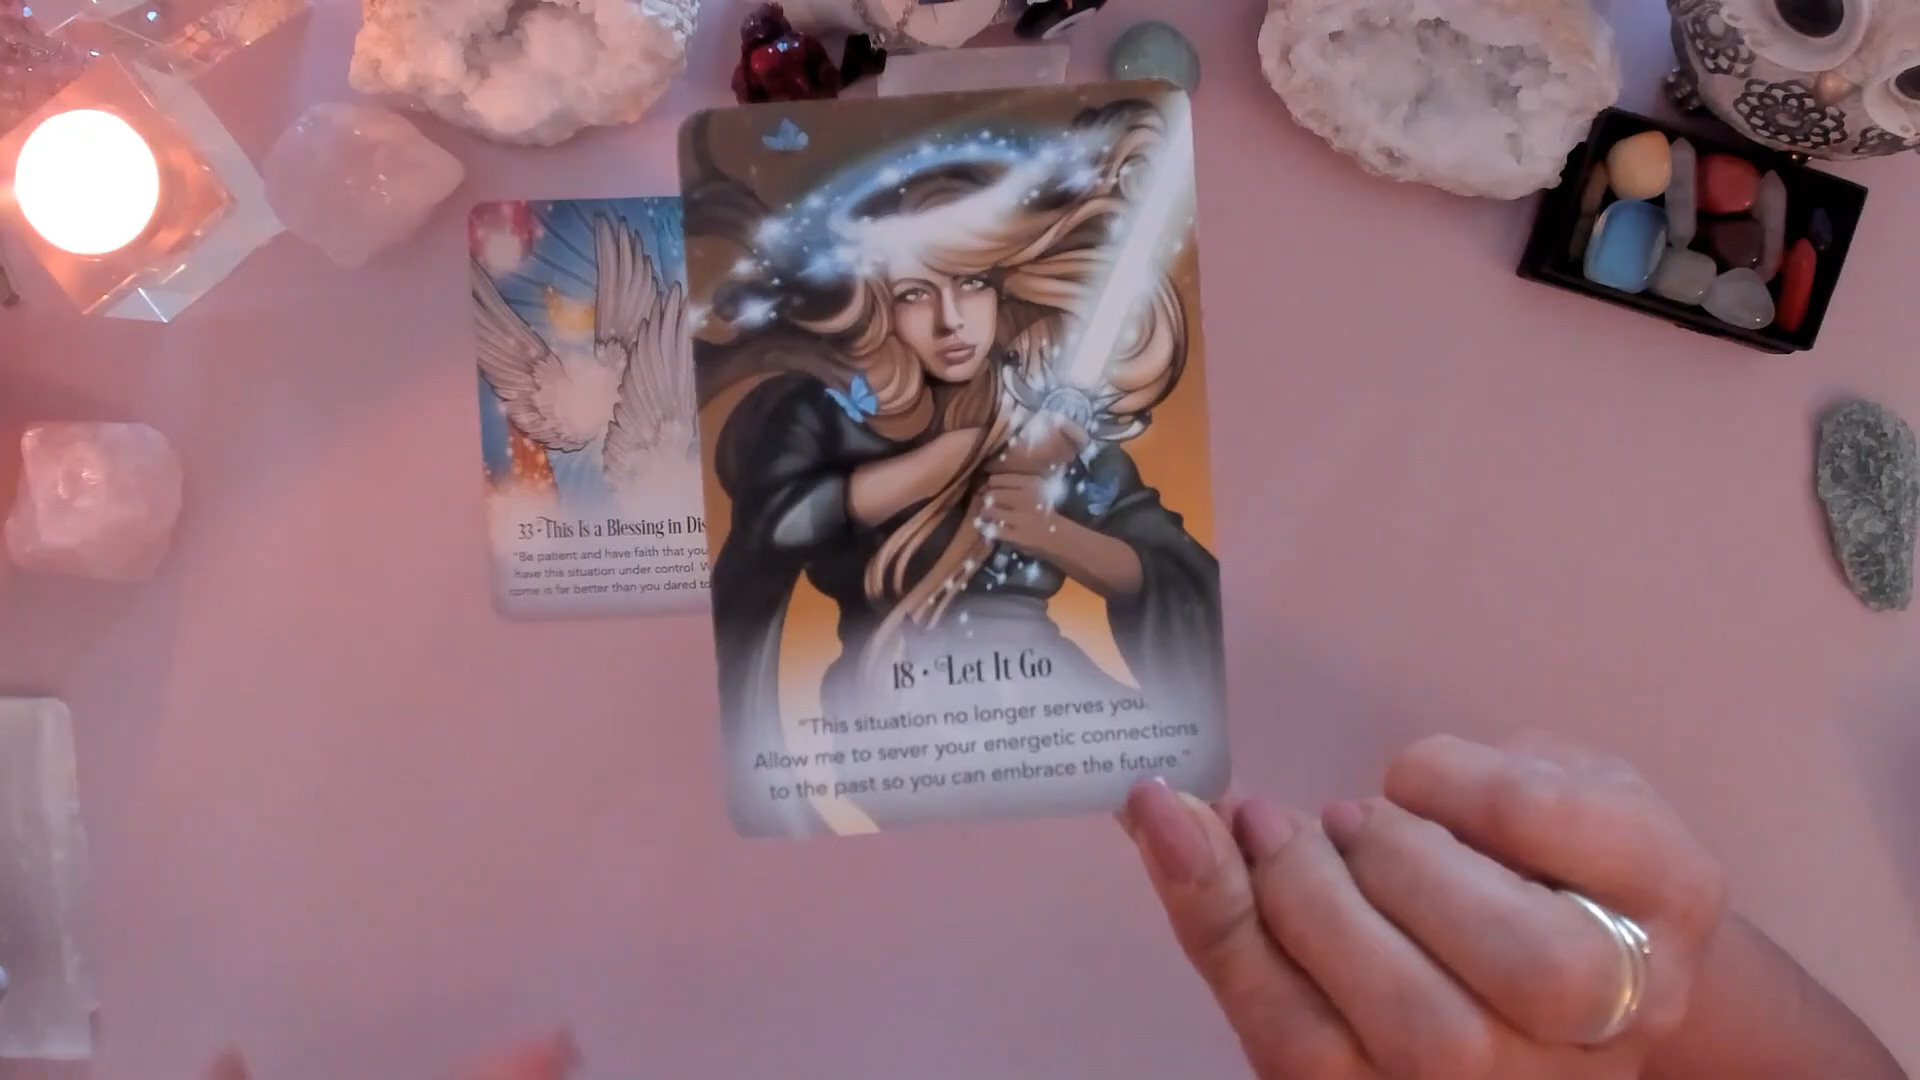 33 · This Is a Blessing in Dis
"Be patient and have faith that you
have this situation under control. W
come is far better than you dared to
18 · Let It Go
"This situation no longer serves you.
Allow me to sever your energetic connections
to the past so you can embrace the future."